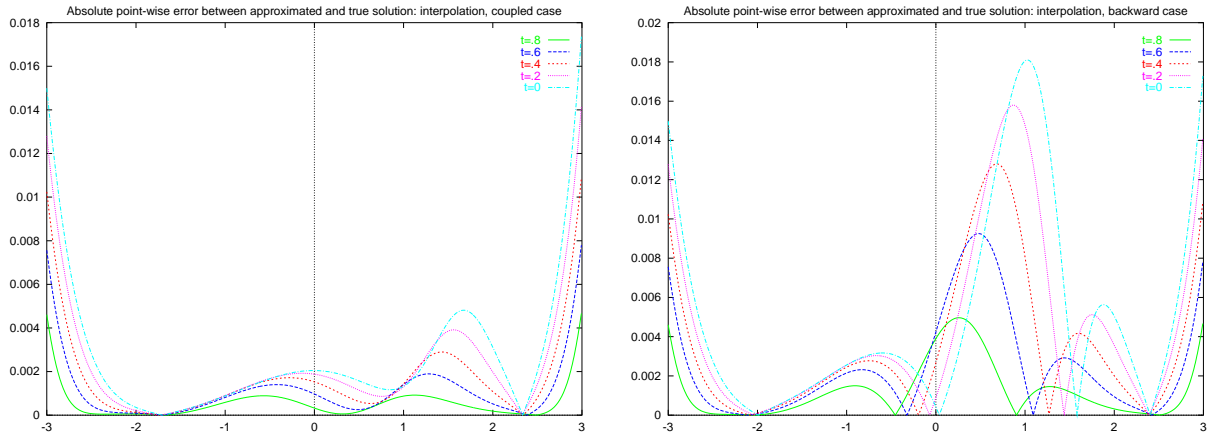 Absolute point-wise error between approximated and true solution: interpolation, coupled case
0.018
0.016
0.014
0.012
0.01
0.008
0.006
0.004
0.002
0
-3
-2
-1
0
1
2
3
t=.8
t=.6
t=.4
t=.2
t=0
Absolute point-wise error between approximated and true solution: interpolation, backward case
0.02
0.018
0.016
0.014
0.012
0.01
0.008
0.006
0.004
0.002
0
-3
-2
-1
0
1
2
3
t=.8
t=.6
t=.4
t=.2
t=0